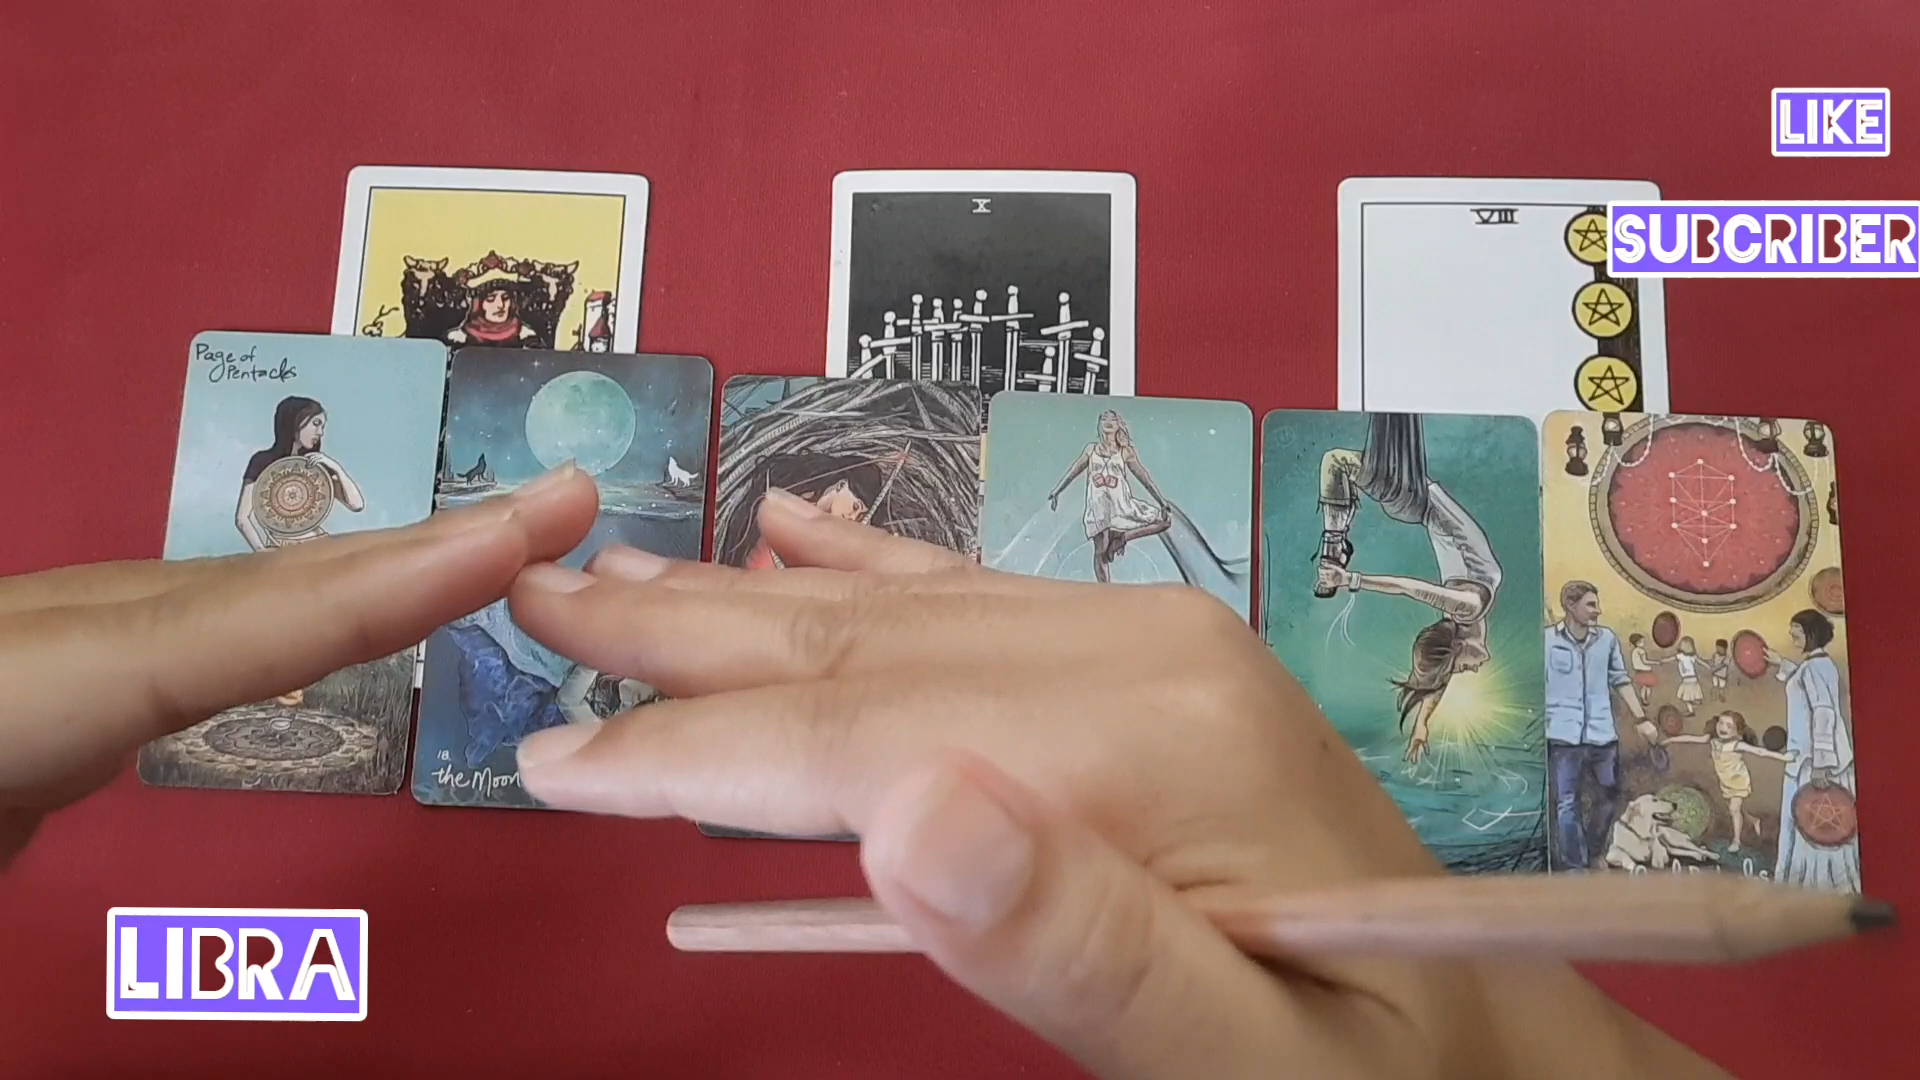 LIKE
X
VIII
SUBCRIBER
Page of
Pentacles
18.
the Moon
LIBRA